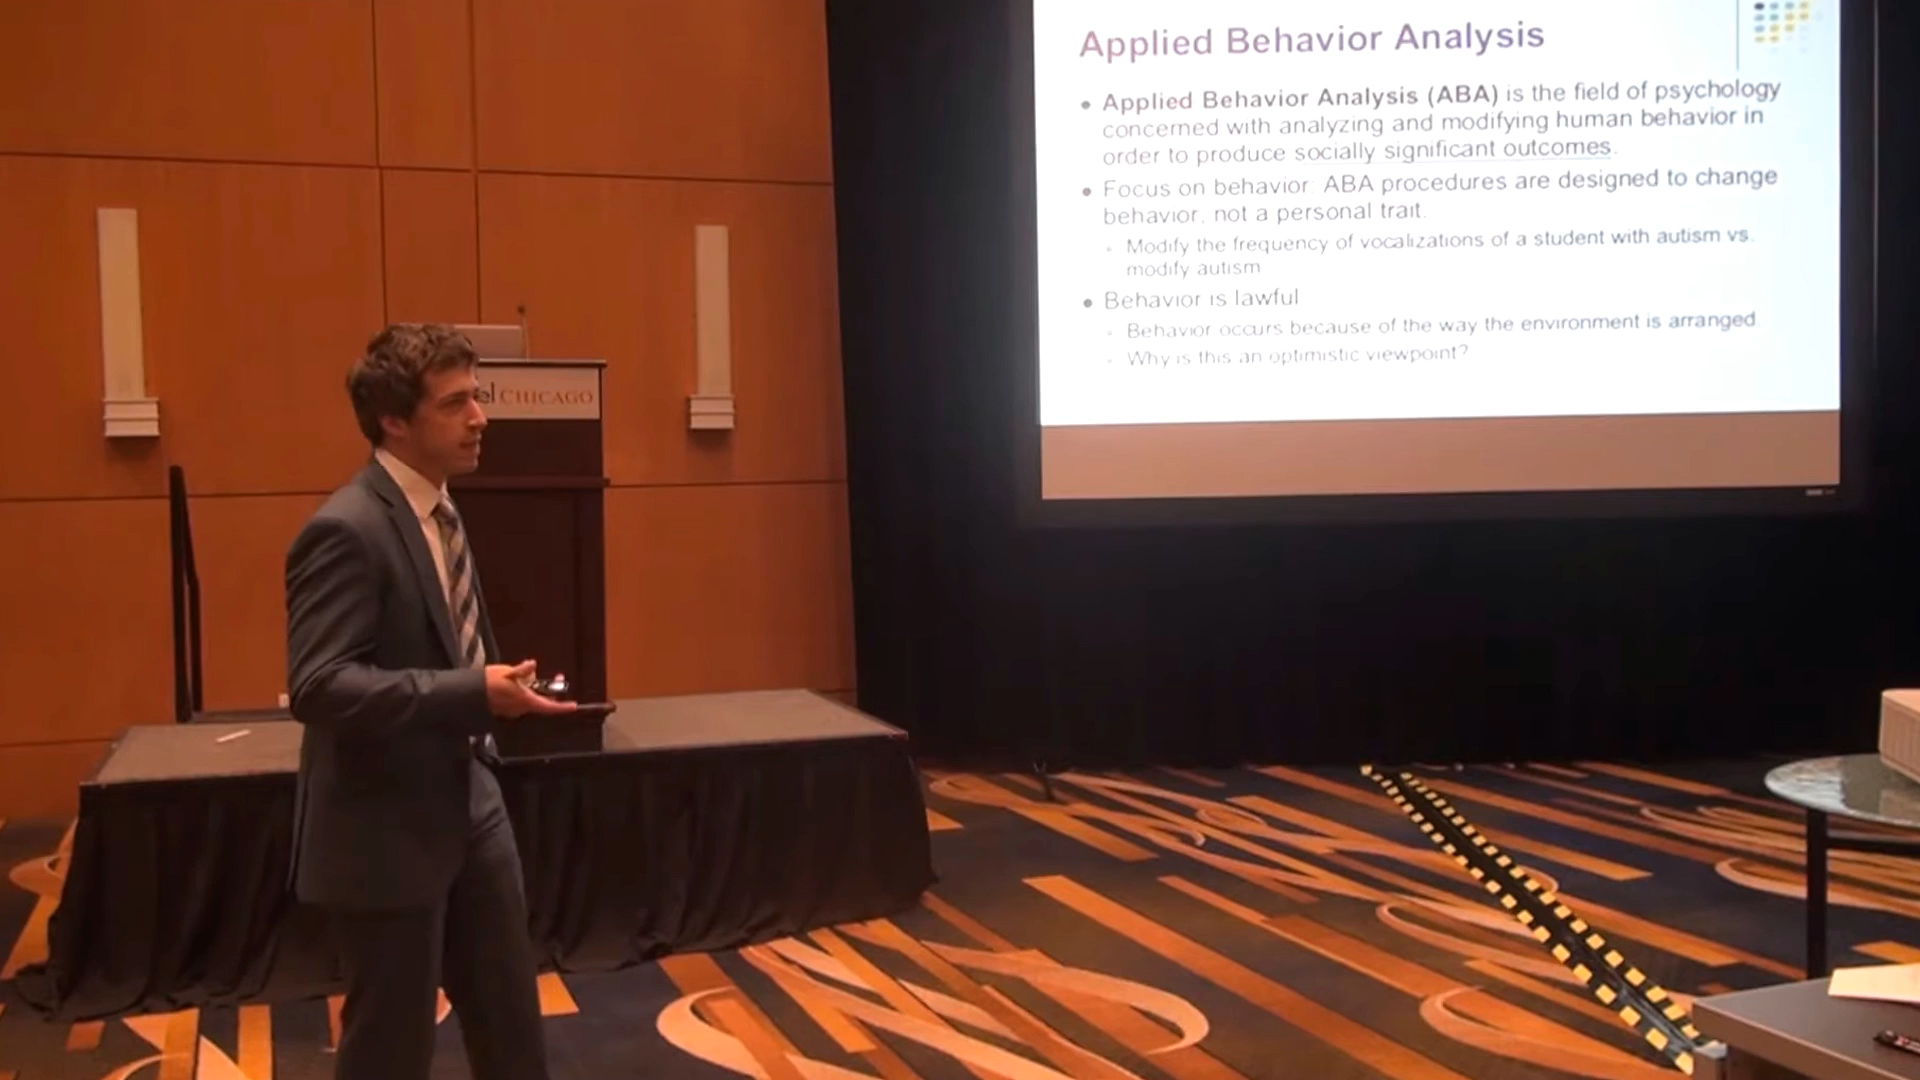 Applied Behavior Analysis
Applied Behavior Analysis (ABA) is the field of psychology
concerned with analyzing and modifying human behavior in
order to produce socially significant outcomes.
Focus on behavior: ABA procedures are designed to change
behavior, not a personal trait.
Modify the frequency of vocalizations of a student with autism vs.
modify autism
Behavior is lawful
Behavior occurs because of the way the environment is arranged
Why is this an optimistic viewpoint?
el CHICAGO